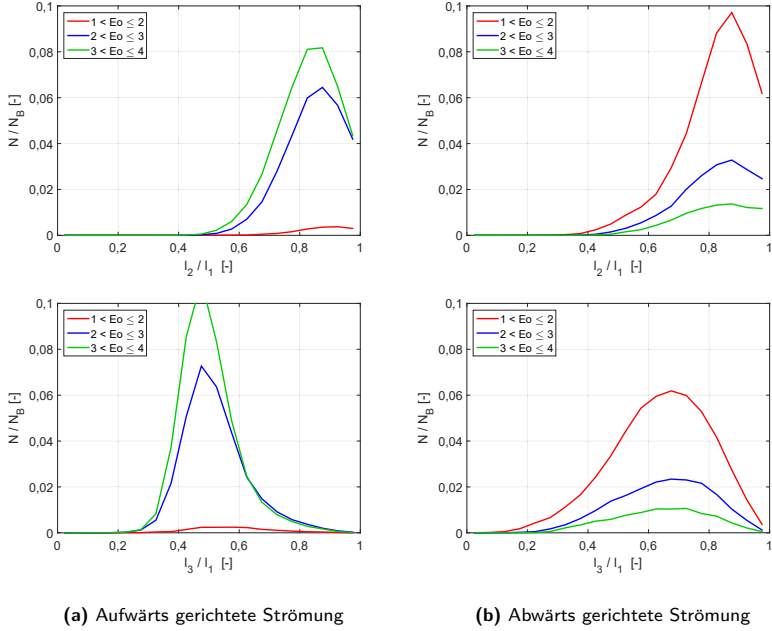 0,1
0,08
0,06
0,04
0,02
0
N / N_B [-]
1 < Eo ≤ 2
2 < Eo ≤ 3
3 < Eo ≤ 4
0 0,2 0,4 0,6 0,8 1
l_2 / l_1 [-]
0,1
0,08
0,06
0,04
0,02
0
N / N_B [-]
1 < Eo ≤ 2
2 < Eo ≤ 3
3 < Eo ≤ 4
0 0,2 0,4 0,6 0,8 1
l_2 / l_1 [-]
0,1
0,08
0,06
0,04
0,02
0
N / N_B [-]
1 < Eo ≤ 2
2 < Eo ≤ 3
3 < Eo ≤ 4
0 0,2 0,4 0,6 0,8 1
l_3 / l_1 [-]
0,1
0,08
0,06
0,04
0,02
0
N / N_B [-]
1 < Eo ≤ 2
2 < Eo ≤ 3
3 < Eo ≤ 4
0 0,2 0,4 0,6 0,8 1
l_3 / l_1 [-]
(a) Aufwärts gerichtete Strömung
(b) Abwärts gerichtete Strömung